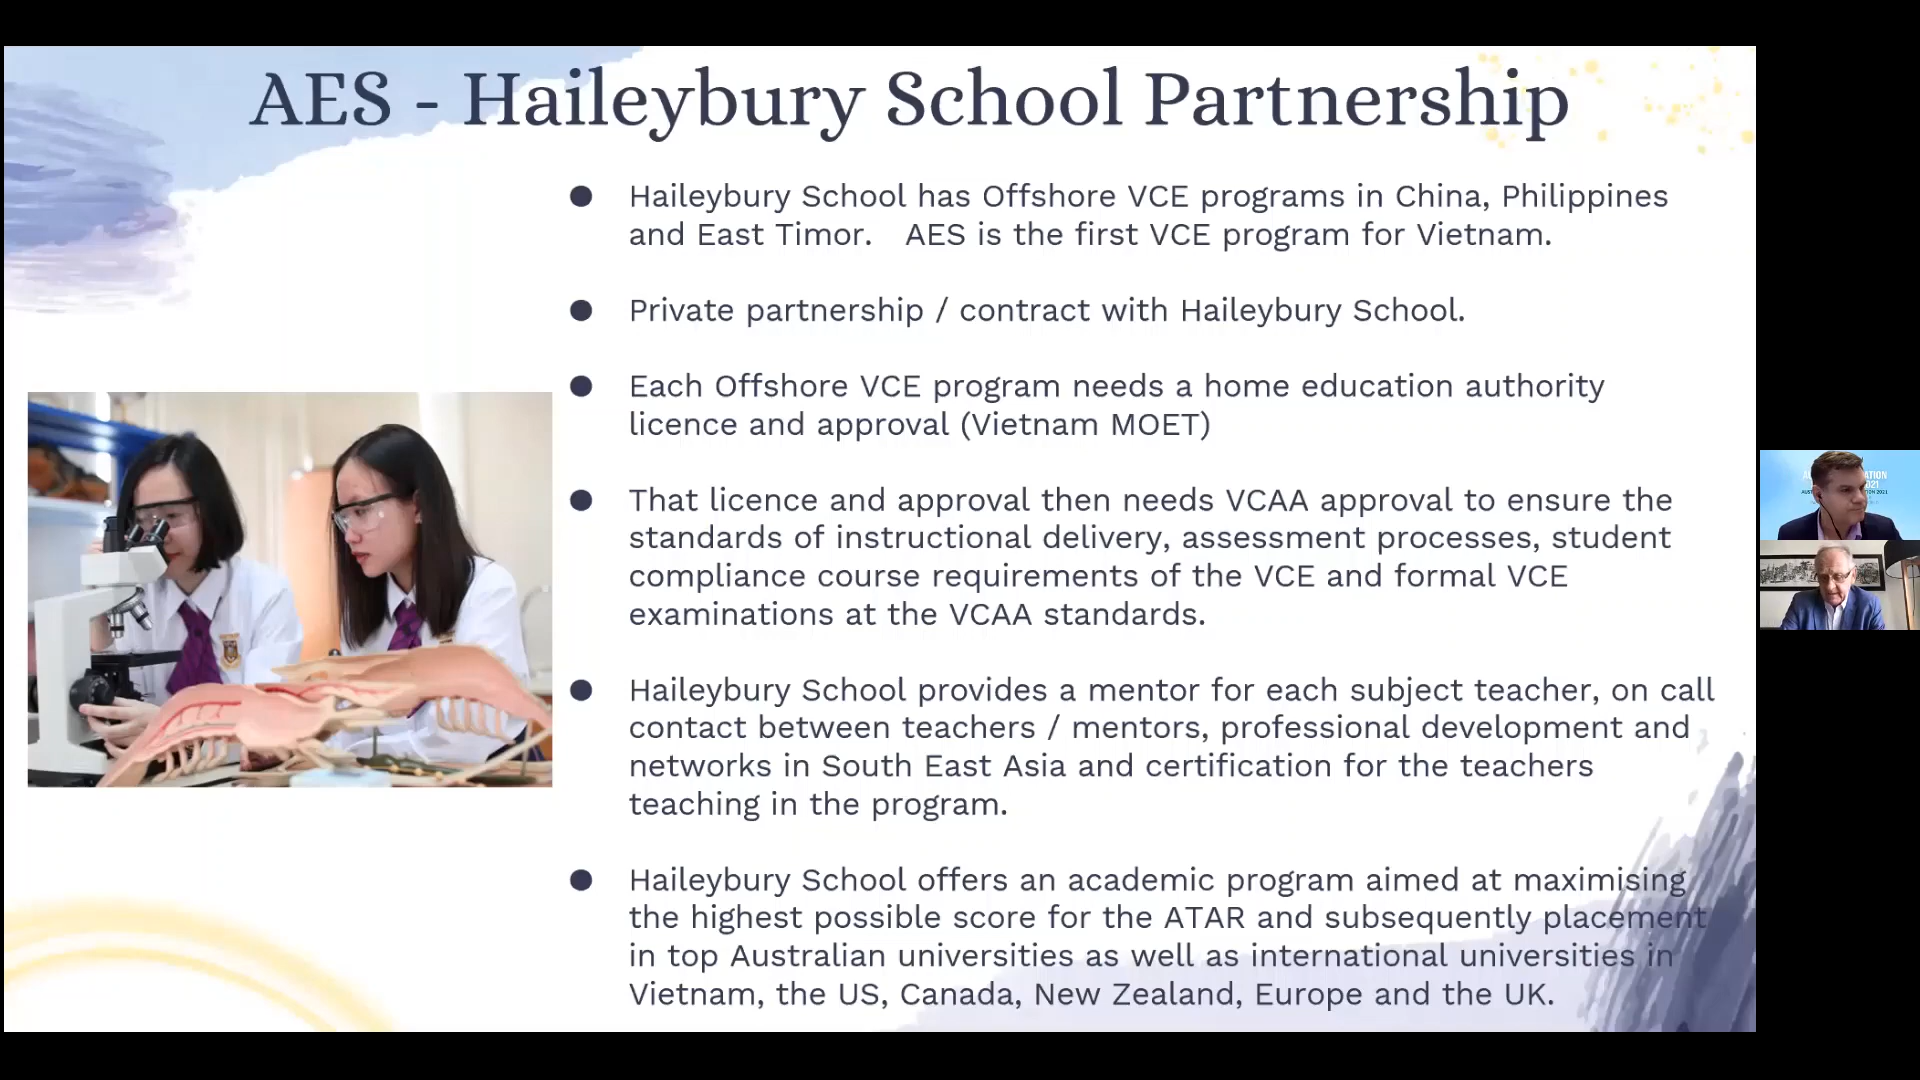 AES - Haileybury School Partnership
● Haileybury School has Offshore VCE programs in China, Philippines
and East Timor. AES is the first VCE program for Vietnam.
● Private partnership / contract with Haileybury School.
● Each Offshore VCE program needs a home education authority
licence and approval (Vietnam MOET)
● That licence and approval then needs VCAA approval to ensure the
standards of instructional delivery, assessment processes, student
compliance course requirements of the VCE and formal VCE
examinations at the VCAA standards.
● Haileybury School provides a mentor for each subject teacher, on call
contact between teachers / mentors, professional development and
networks in South East Asia and certification for the teachers
teaching in the program.
● Haileybury School offers an academic program aimed at maximising
the highest possible score for the ATAR and subsequently placement
in top Australian universities as well as international universities in
Vietnam, the US, Canada, New Zealand, Europe and the UK.